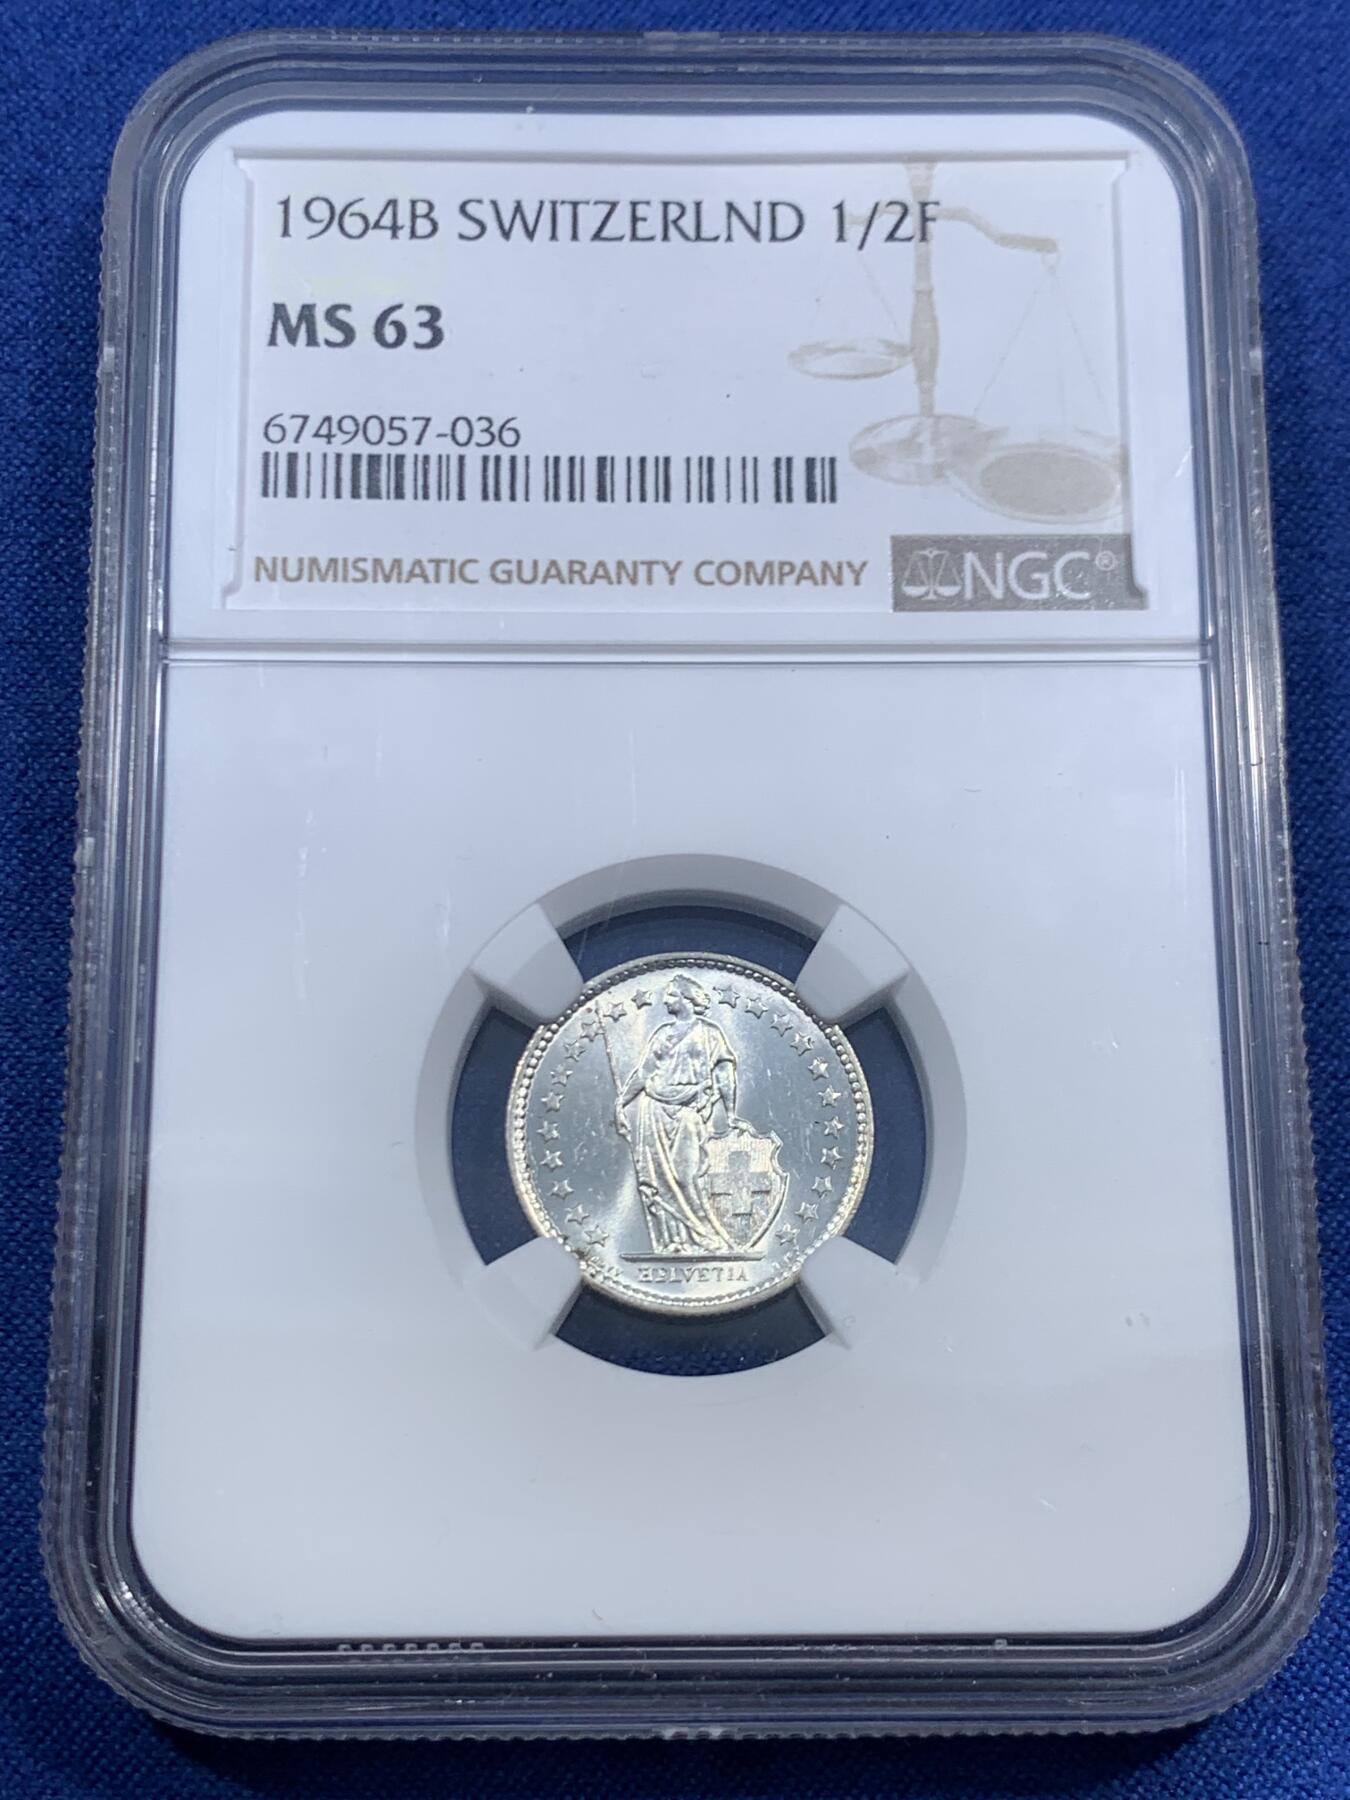 1964B SWITZERLND 1/2F
MS 63
6749057-036
NUMISMATIC GUARANTY COMPANY
NGC®
HELVETIA